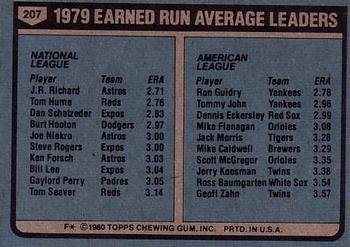 207
1979 EARNED RUN AVERAGE LEADERS
NATIONAL
LEAGUE
Player Team ERA
J.R. Richard Astros 2.71
Tom Hume Reds 2.76
Dan Schatzeder Expos 2.83
Burt Hooton Dodgers 2.97
Joe Niekro Astros 3.00
Steve Rogers Expos 3.00
Ken Forsch Astros 3.03
Bill Lee Expos 3.04
Gaylord Perry Padres 3.05
Tom Seaver Reds 3.14
AMERICAN
LEAGUE
Player Team ERA
Ron Guidry Yankees 2.78
Tommy John Yankees 2.96
Dennis Eckersley Red Sox 2.99
Mike Flanagan Orioles 3.08
Jack Morris Tigers 3.28
Mike Caldwell Brewers 3.29
Scott McGregor Orioles 3.35
Jerry Koosman Twins 3.38
Ross Baumgarten White Sox 3.54
Geoff Zahn Twins 3.57
F* © 1980 TOPPS CHEWING GUM, INC. PRTD. IN U.S.A.